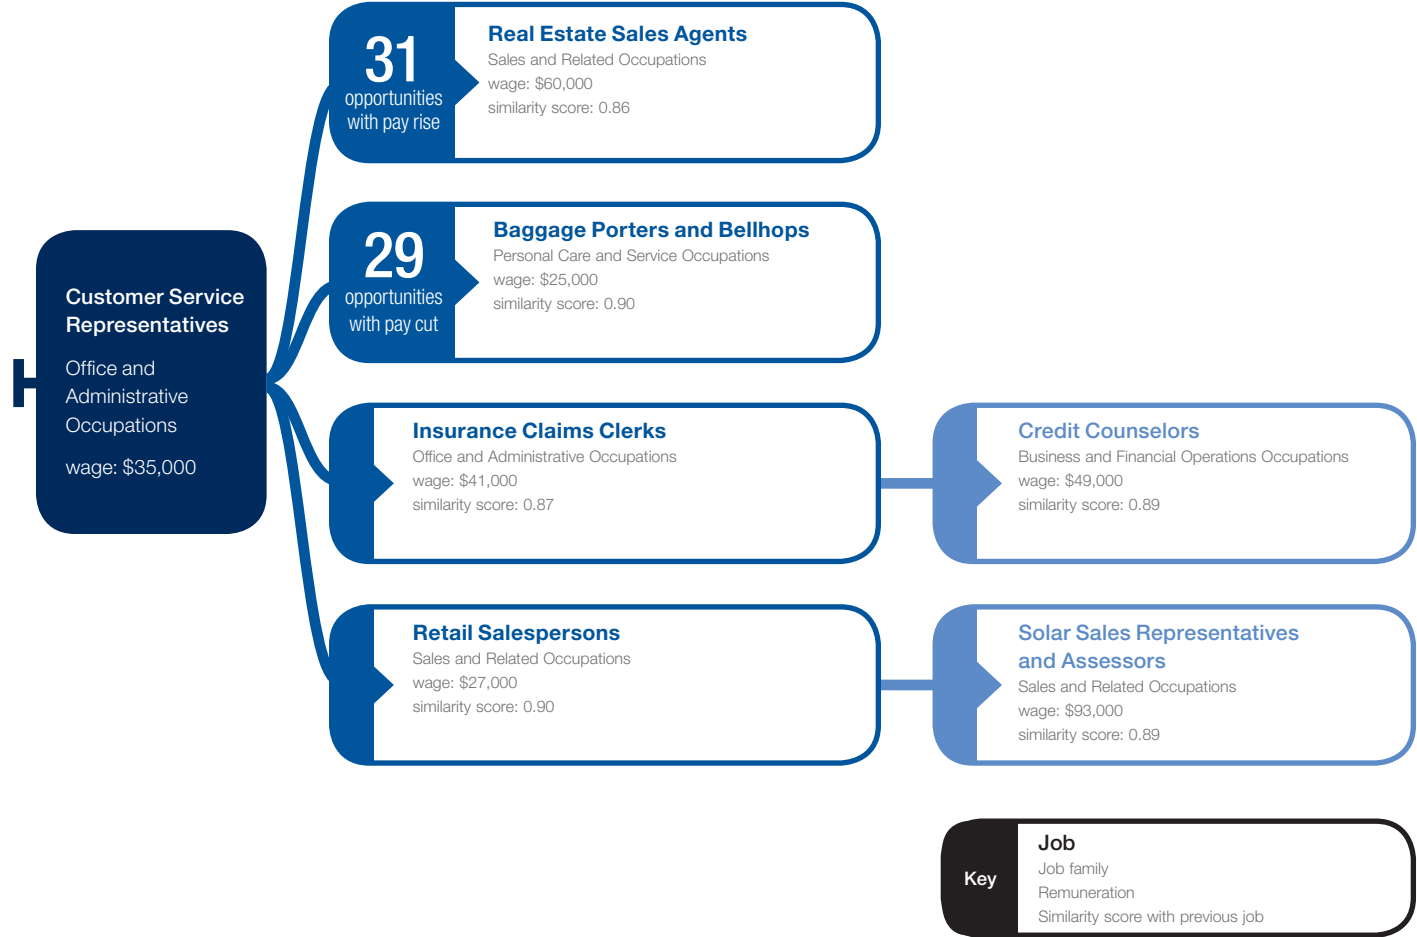 Customer Service
Representatives
Office and
Administrative
Occupations
wage: $35,000
31
opportunities
with pay rise
Real Estate Sales Agents
Sales and Related Occupations
wage: $60,000
similarity score: 0.86
29
opportunities
with pay cut
Baggage Porters and Bellhops
Personal Care and Service Occupations
wage: $25,000
similarity score: 0.90
Insurance Claims Clerks
Office and Administrative Occupations
wage: $41,000
similarity score: 0.87
Credit Counselors
Business and Financial Operations Occupations
wage: $49,000
similarity score: 0.89
Retail Salespersons
Sales and Related Occupations
wage: $27,000
similarity score: 0.90
Solar Sales Representatives
and Assessors
Sales and Related Occupations
wage: $93,000
similarity score: 0.89
Key
Job
Job family
Remuneration
Similarity score with previous job